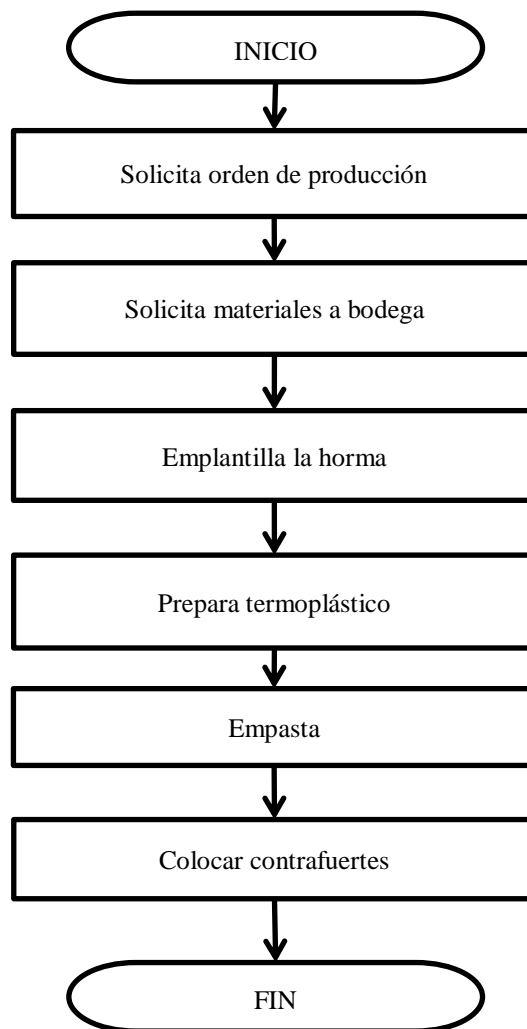 INICIO
Solicita orden de producción
Solicita materiales a bodega
Emplantilla la horma
Prepara termoplástico
Empasta
Colocar contrafuertes
FIN